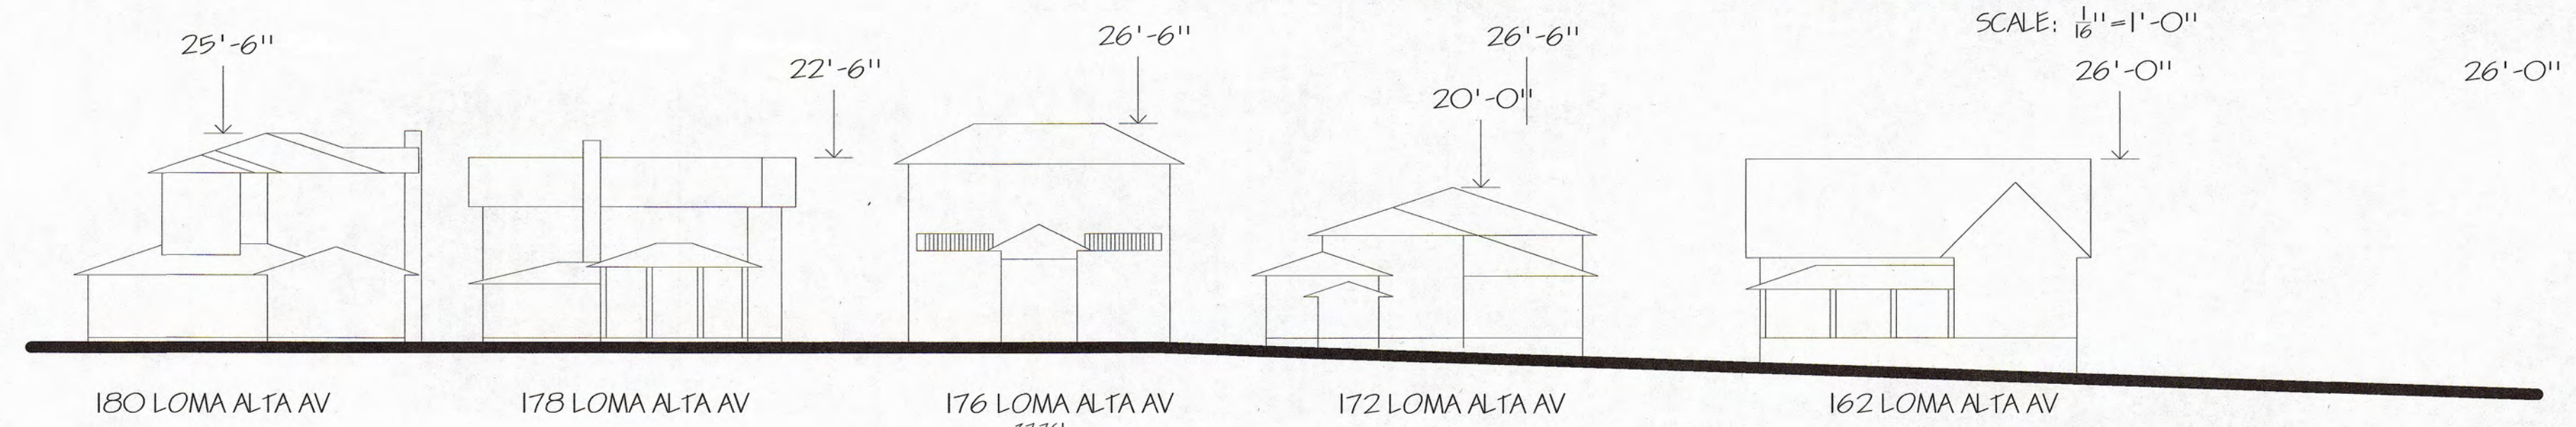 SCALE: 1/16"=1'-0"
25'-6"
22'-6"
26'-6"
26'-6"
20'-0"
26'-0"
26'-0"
180 LOMA ALTA AV
178 LOMA ALTA AV
176 LOMA ALTA AV
172 LOMA ALTA AV
162 LOMA ALTA AV